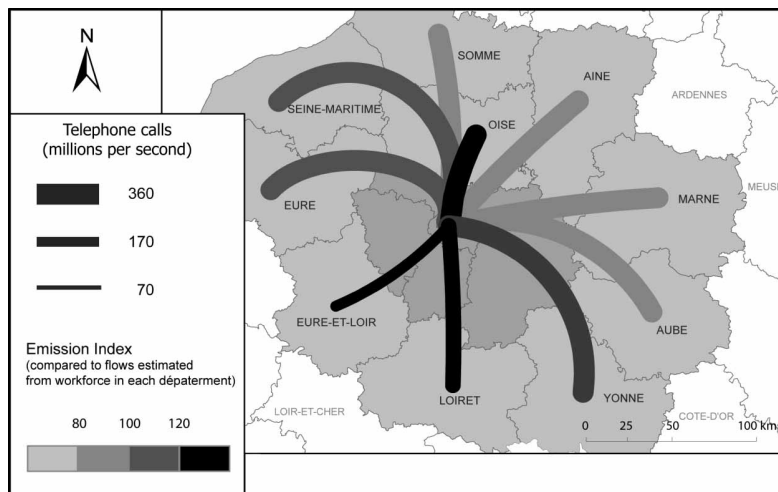 N
Telephone calls
(millions per second)
360
170
70
Emission Index
(compared to flows estimated
from workforce in each dépaterment)
80 100 120
SOMME
AINE
ARDENNES
SEINE-MARITIME
OISE
EURE
MARNE
MEUSE
EURE-ET-LOIR
AUBE
LOIRET
YONNE
LOIR-ET-CHER
COTE-D'OR
0 25 50 100 km